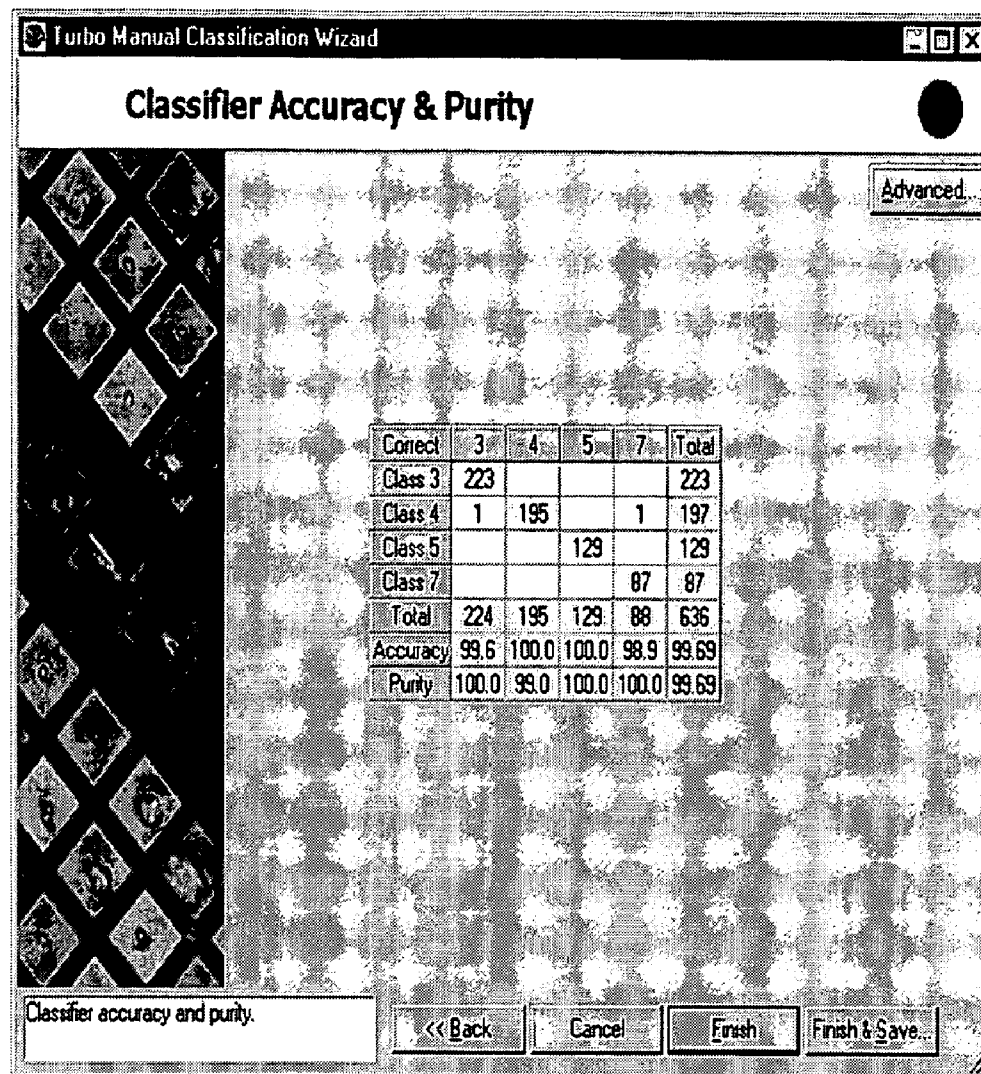 Turbo Manual Classification Wizard
Classifier Accuracy & Purity
Advanced...
Correct 3 4 5 7 Total
Class 3 223 223
Class 4 1 195 1 197
Class 5 129 129
Class 7 87 87
Total 224 195 129 88 636
Accuracy 99.6 100.0 100.0 98.9 99.69
Purity 100.0 99.0 100.0 100.0 99.69
Classifier accuracy and purity.
<< Back Cancel Finish Finish & Save...